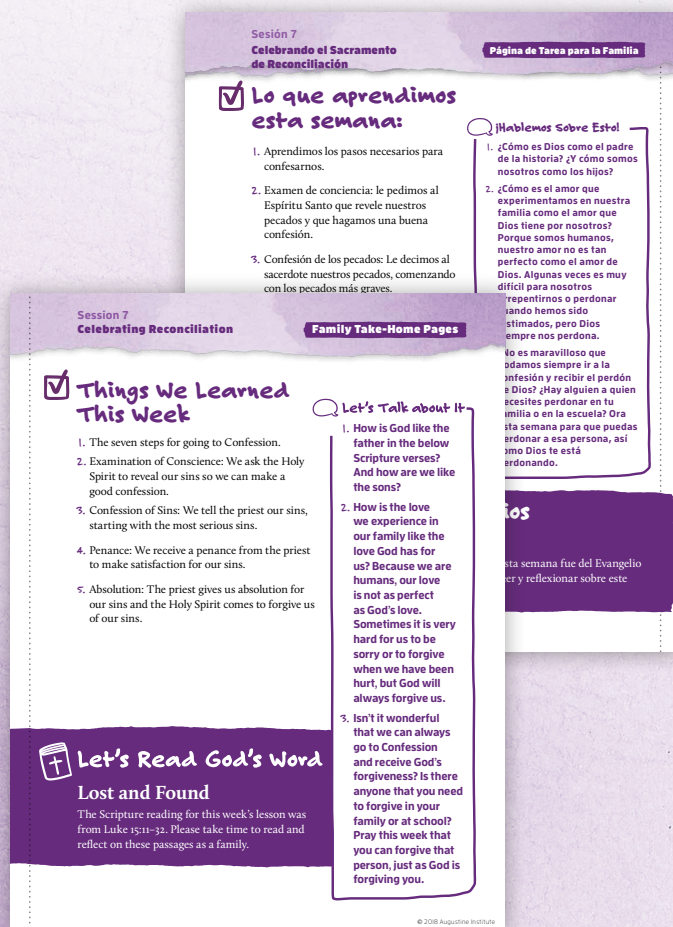 Sesión 7
Celebrando el Sacramento
de Reconciliación
Página de Tarea para la Familia
Lo que aprendimos
esta semana:
1. Aprendimos los pasos necesarios para
confesarnos.
2. Examen de conciencia: le pedimos al
Espíritu Santo que revele nuestros
pecados y que hagamos una buena
confesión.
3. Confesión de los pecados: Le decimos al
sacerdote nuestros pecados, comenzando
con los pecados más graves.
¡Hablemos Sobre Esto!
1. ¿Cómo es Dios como el padre
de la historia? ¿Y cómo somos
nosotros como los hijos?
2. ¿Cómo es el amor que
experimentamos en nuestra
familia como el amor que
Dios tiene por nosotros?
Porque somos humanos,
nuestro amor no es tan
perfecto como el amor de
Dios. Algunas veces es muy
difícil para nosotros
rrepentirnos o perdonar
uando hemos sido
stimados, pero Dios
empre nos perdona.
No es maravilloso que
odamos siempre ir a la
onfesión y recibir el perdón
e Dios? ¿Hay alguien a quien
ecesites perdonar en tu
milia o en la escuela? Ora
sta semana para que puedas
erdonar a esa persona, así
omo Dios te está
erdonando.
ios
sta semana fue del Evangelio
er y reflexionar sobre este
Session 7
Celebrating Reconciliation
Family Take-Home Pages
Things We Learned
This Week
1. The seven steps for going to Confession.
2. Examination of Conscience: We ask the Holy
Spirit to reveal our sins so we can make a
good confession.
3. Confession of Sins: We tell the priest our sins,
starting with the most serious sins.
4. Penance: We receive a penance from the priest
to make satisfaction for our sins.
5. Absolution: The priest gives us absolution for
our sins and the Holy Spirit comes to forgive us
of our sins.
Let's Talk about It
1. How is God like the
father in the below
Scripture verses?
And how are we like
the sons?
2. How is the love
we experience in
our family like the
love God has for
us? Because we are
humans, our love
is not as perfect
as God's love.
Sometimes it is very
hard for us to be
sorry or to forgive
when we have been
hurt, but God will
always forgive us.
3. Isn't it wonderful
that we can always
go to Confession
and receive God's
forgiveness? Is there
anyone that you need
to forgive in your
family or at school?
Pray this week that
you can forgive that
person, just as God is
forgiving you.
Let's Read God's Word
Lost and Found
The Scripture reading for this week's lesson was
from Luke 15:11–32. Please take time to read and
reflect on these passages as a family.
© 2018 Augustine Institute